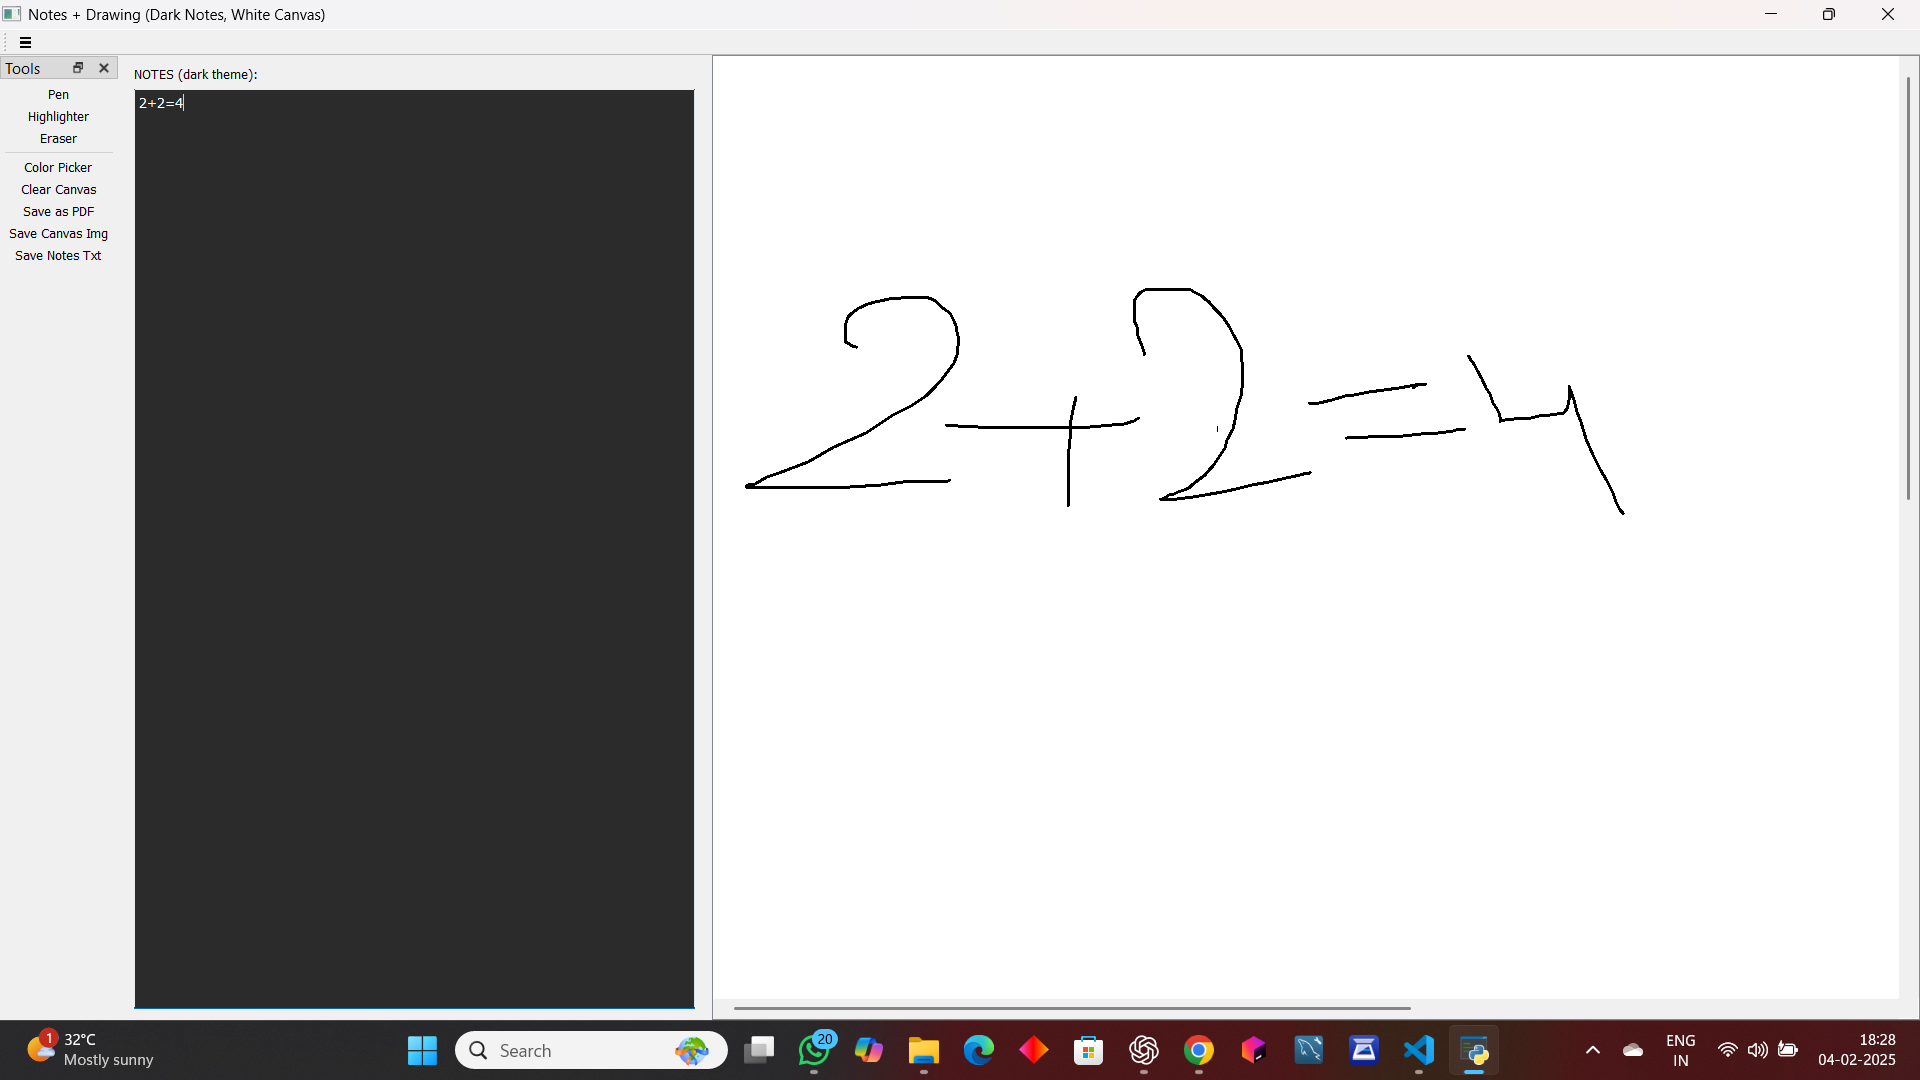 Notes + Drawing (Dark Notes, White Canvas)
Tools
Pen
Highlighter
Eraser
Color Picker
Clear Canvas
Save as PDF
Save Canvas Img
Save Notes Txt
NOTES (dark theme):
2+2=4
2+2=4
1
32°C
Mostly sunny
Search
20
ENG
IN
18:28
04-02-2025